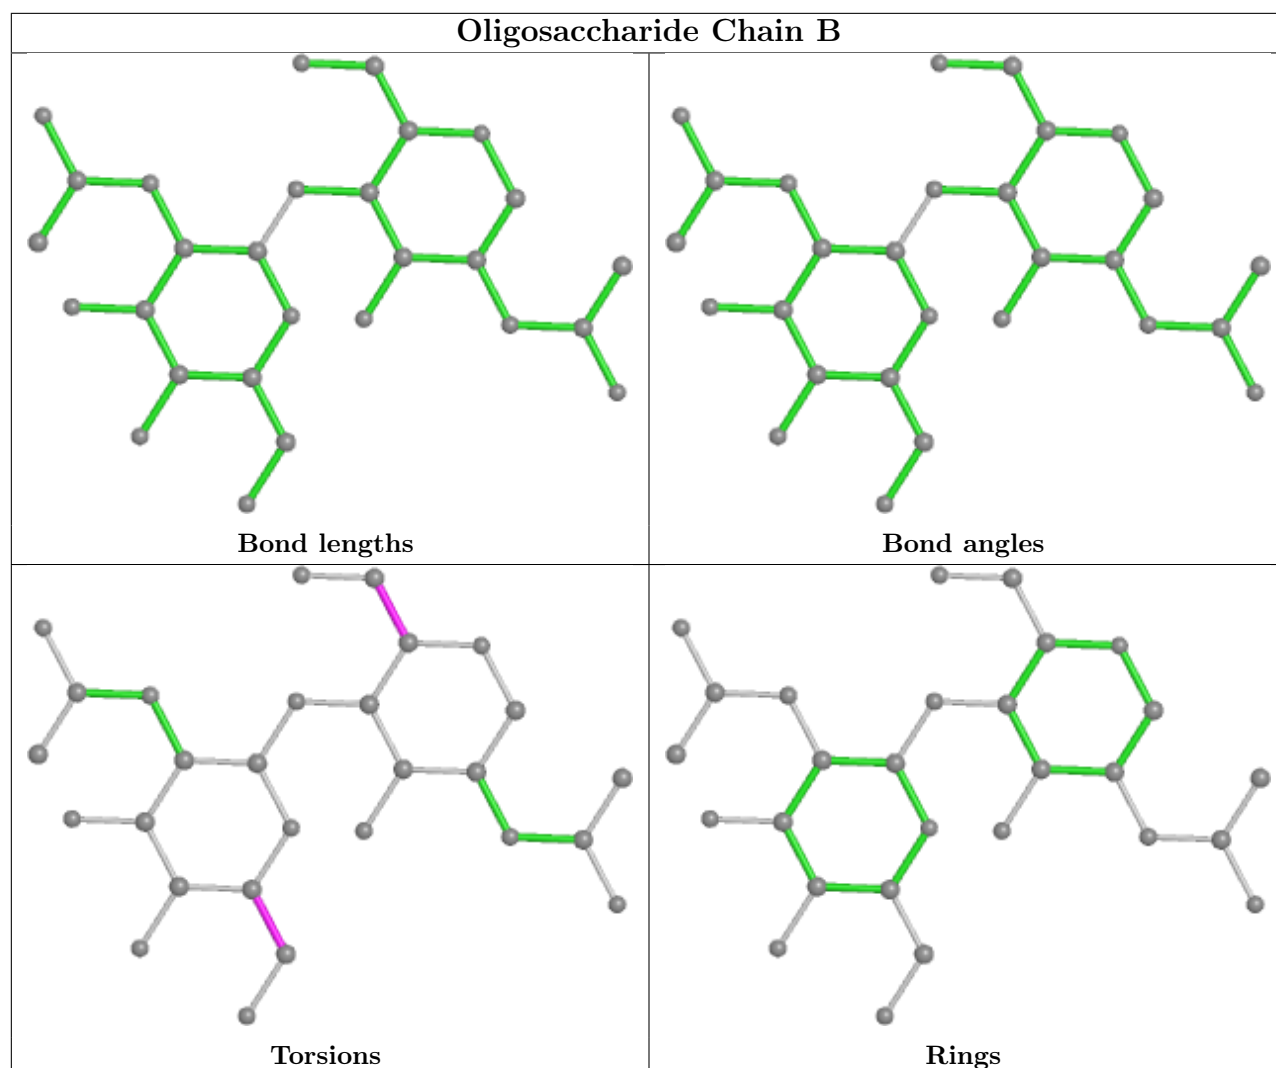 Oligosaccharide Chain B
Bond lengths
Bond angles
Torsions
Rings